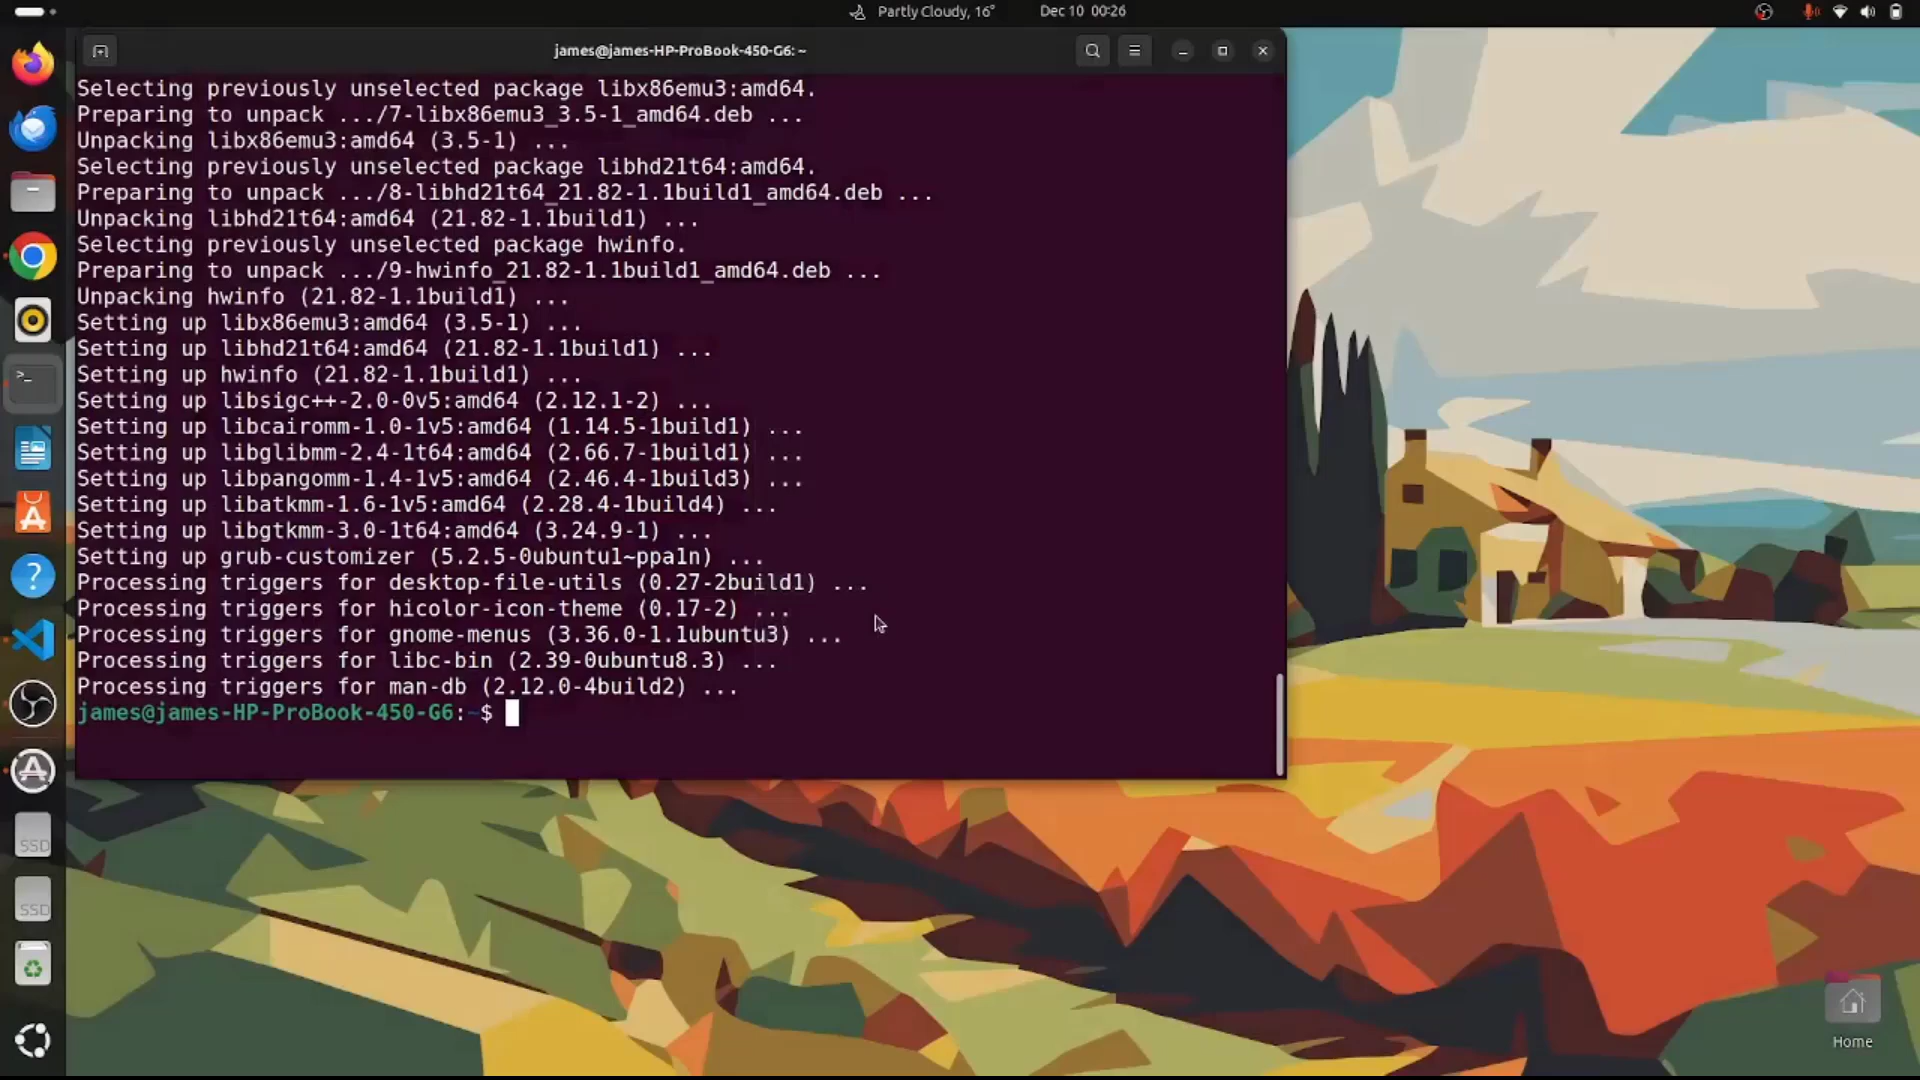 Partly Cloudy, 16° Dec 10 00:26
james@james-HP-ProBook-450-G6: ~
Selecting previously unselected package libx86emu3:amd64.
Preparing to unpack .../7-libx86emu3_3.5-1_amd64.deb ...
Unpacking libx86emu3:amd64 (3.5-1) ...
Selecting previously unselected package libhd21t64:amd64.
Preparing to unpack .../8-libhd21t64_21.82-1.1build1_amd64.deb ...
Unpacking libhd21t64:amd64 (21.82-1.1build1) ...
Selecting previously unselected package hwinfo.
Preparing to unpack .../9-hwinfo_21.82-1.1build1_amd64.deb ...
Unpacking hwinfo (21.82-1.1build1) ...
Setting up libx86emu3:amd64 (3.5-1) ...
Setting up libhd21t64:amd64 (21.82-1.1build1) ...
Setting up hwinfo (21.82-1.1build1) ...
Setting up libsigc++-2.0-0v5:amd64 (2.12.1-2) ...
Setting up libcairomm-1.0-1v5:amd64 (1.14.5-1build1) ...
Setting up libglibmm-2.4-1t64:amd64 (2.66.7-1build1) ...
Setting up libpangomm-1.4-1v5:amd64 (2.46.4-1build3) ...
Setting up libatkmm-1.6-1v5:amd64 (2.28.4-1build4) ...
Setting up libgtkmm-3.0-1t64:amd64 (3.24.9-1) ...
Setting up grub-customizer (5.2.5-0ubuntu1~ppa1n) ...
Processing triggers for desktop-file-utils (0.27-2build1) ...
Processing triggers for hicolor-icon-theme (0.17-2) ...
Processing triggers for gnome-menus (3.36.0-1.1ubuntu3) ...
Processing triggers for libc-bin (2.39-0ubuntu8.3) ...
Processing triggers for man-db (2.12.0-4build2) ...
james@james-HP-ProBook-450-G6:~$
SSD
SSD
Home